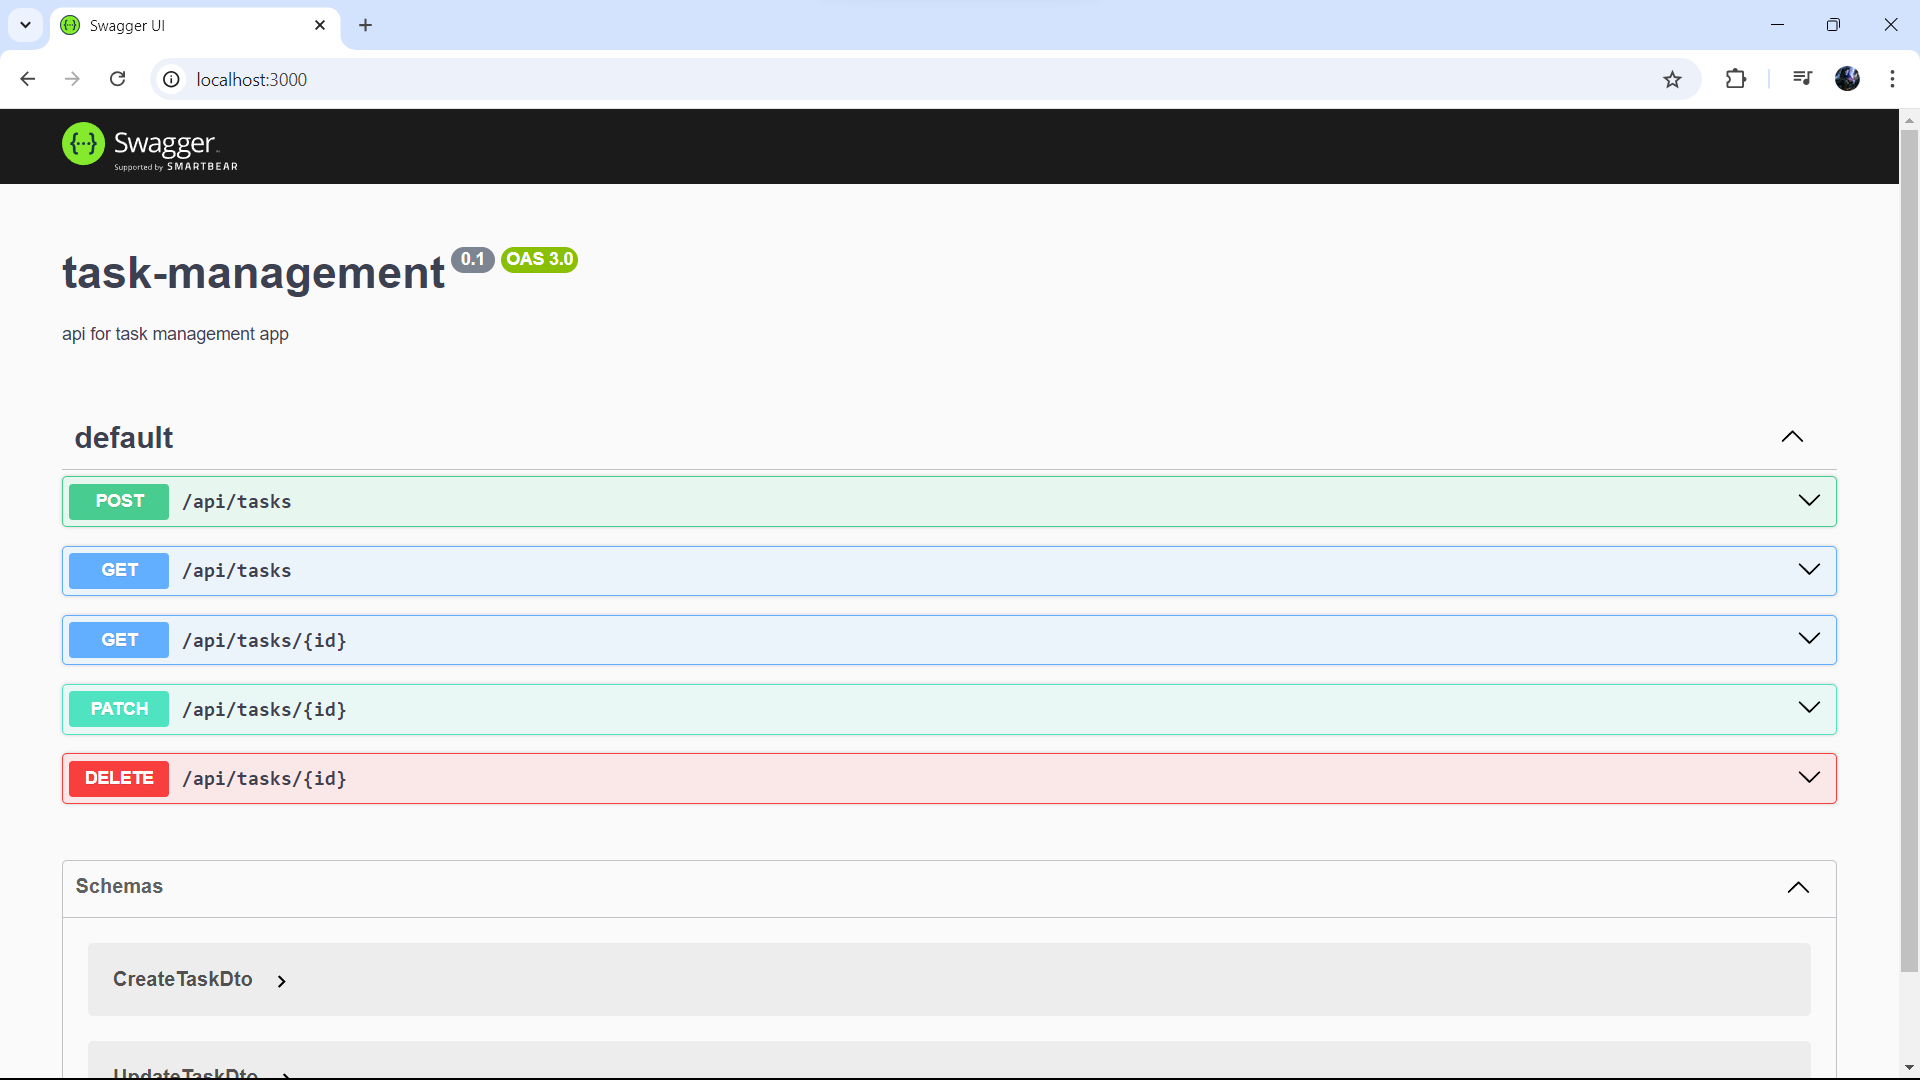 Swagger UI
localhost:3000
Swagger
Supported by SMARTBEAR
task-management 0.1 OAS 3.0
api for task management app
default
POST /api/tasks
GET /api/tasks
GET /api/tasks/{id}
PATCH /api/tasks/{id}
DELETE /api/tasks/{id}
Schemas
CreateTaskDto
UpdateTaskDto